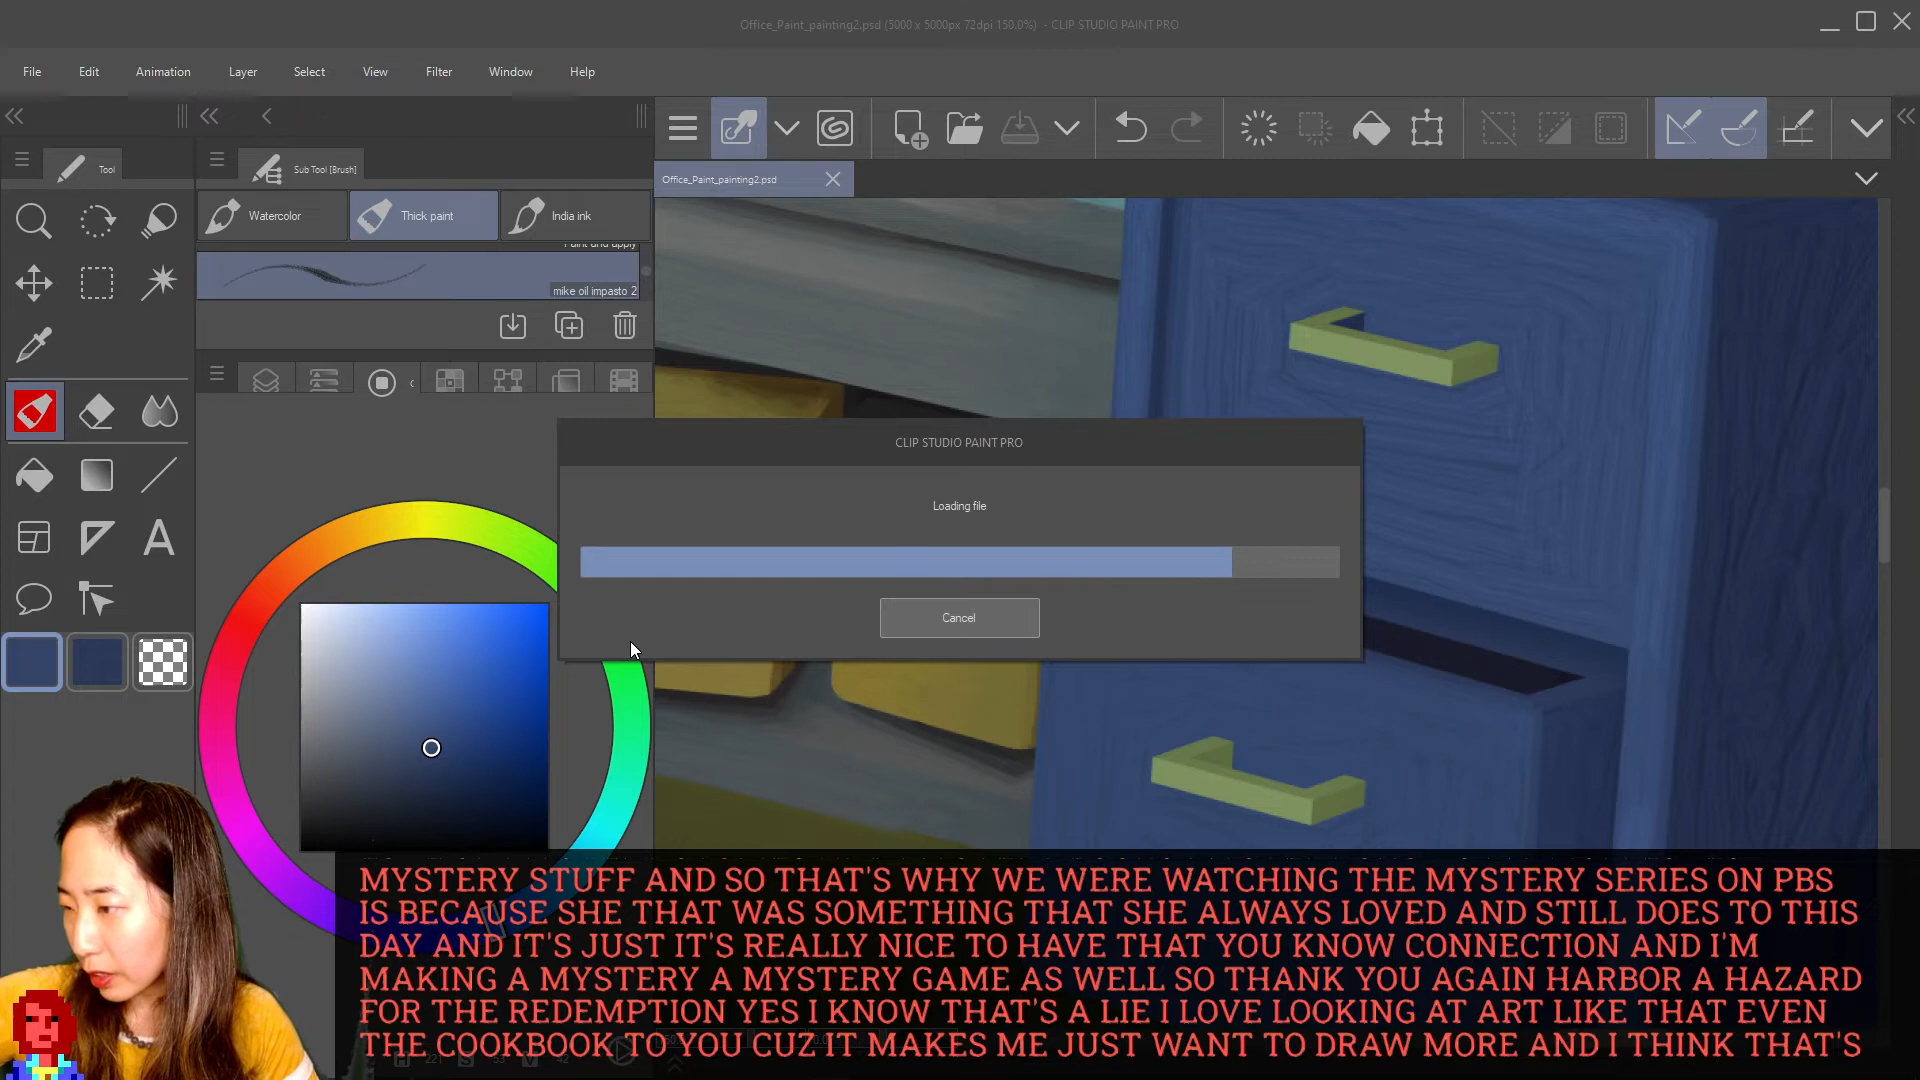 Office_Paint_painting2.psd (5000 x 5000px 72dpi 150.0%) - CLIP STUDIO PAINT PRO
File Edit Animation Layer Select View Filter Window Help
Tool
Sub Tool [Brush]
Office_Paint_painting2.psd
Watercolor
Thick paint
India ink
Paint and apply
mike oil impasto 2
CLIP STUDIO PAINT PRO
Loading file
Cancel
MYSTERY STUFF AND SO THAT'S WHY WE WERE WATCHING THE MYSTERY SERIES ON PBS
IS BECAUSE SHE THAT WAS SOMETHING THAT SHE ALWAYS LOVED AND STILL DOES TO THIS
DAY AND IT'S JUST IT'S REALLY NICE TO HAVE THAT YOU KNOW CONNECTION AND I'M
MAKING A MYSTERY A MYSTERY GAME AS WELL SO THANK YOU AGAIN HARBOR A HAZARD
FOR THE REDEMPTION YES I KNOW THAT'S A LIE I LOVE LOOKING AT ART LIKE THAT EVEN
THE COOKBOOK TO YOU CUZ IT MAKES ME JUST WANT TO DRAW MORE AND I THINK THAT'S